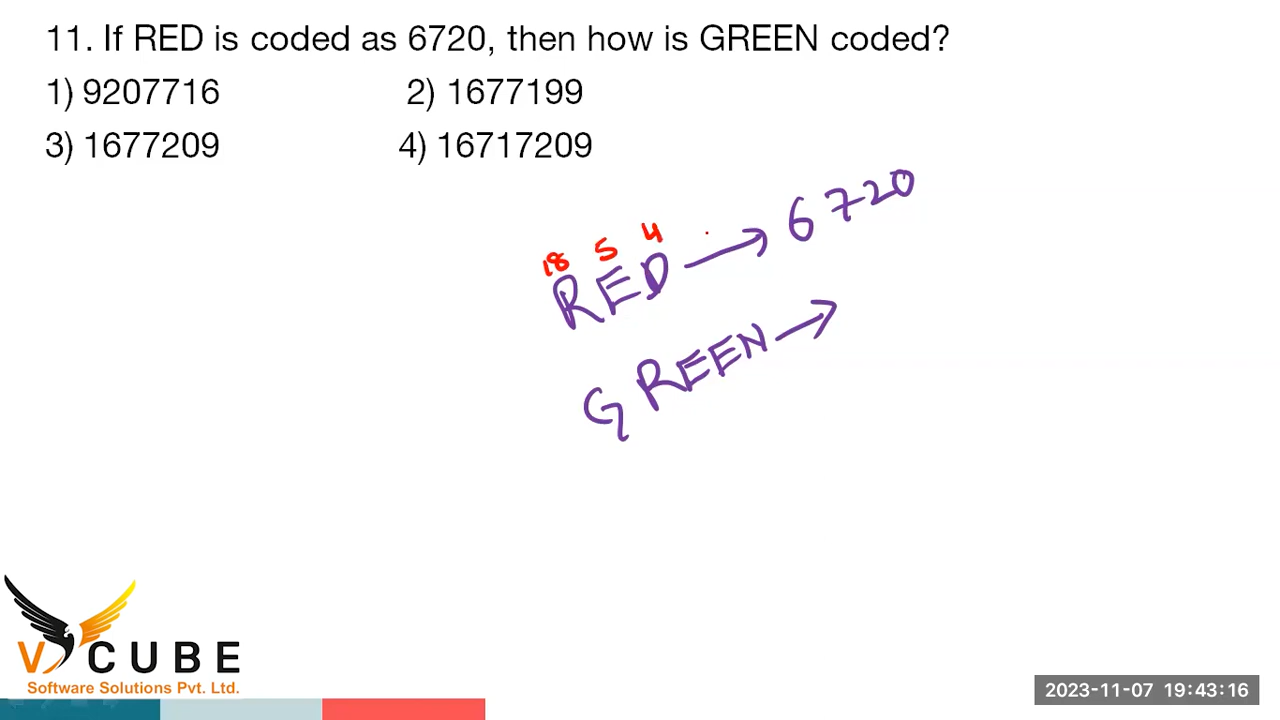 11. If RED is coded as 6720, then how is GREEN coded?
1) 9207716 2) 1677199
3) 1677209 4) 16717209
18 5 4
RED → 6720
GREEN →
V CUBE
Software Solutions Pvt. Ltd.
2023-11-07 19:43:16